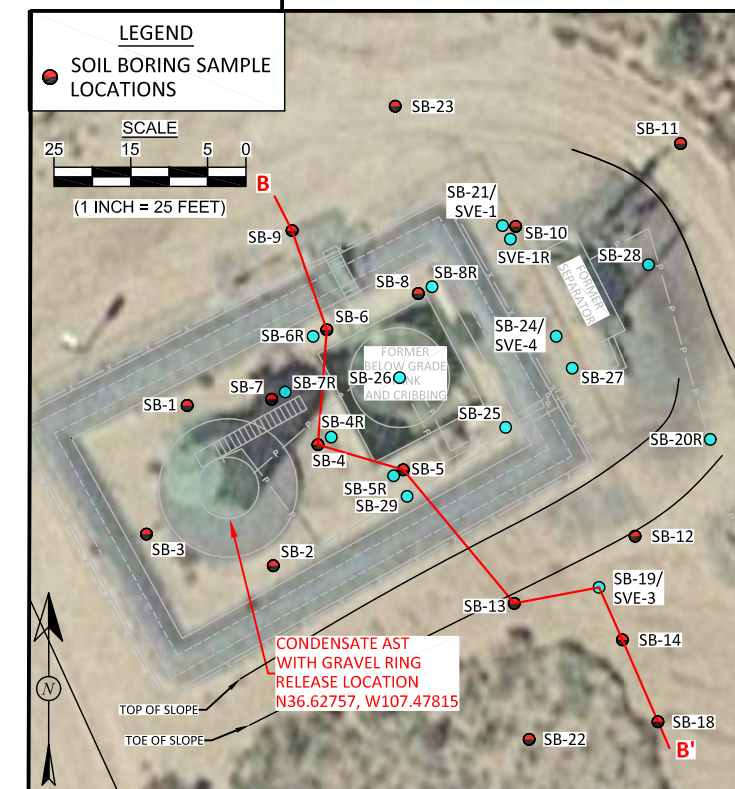 LEGEND
SOIL BORING SAMPLE
LOCATIONS
SCALE
25 15 5 0
(1 INCH = 25 FEET)
SB-23
SB-11
B
SB-21/
SVE-1
SB-10
SVE-1R
SB-9
SB-28
SB-8
SB-8R
FORMER
SEPARATOR
SB-6
SB-6R
SB-24/
SVE-4
FORMER
BELOW GRADE
TANK
AND CRIBBING
SB-26
SB-27
SB-7
SB-7R
SB-1
SB-4R
SB-4
SB-25
SB-20R
SB-5
SB-5R
SB-29
SB-3
SB-2
SB-12
SB-19/
SVE-3
SB-13
SB-14
CONDENSATE AST
WITH GRAVEL RING
RELEASE LOCATION
N36.62757, W107.47815
N
TOP OF SLOPE
TOE OF SLOPE
SB-18
SB-22
B'